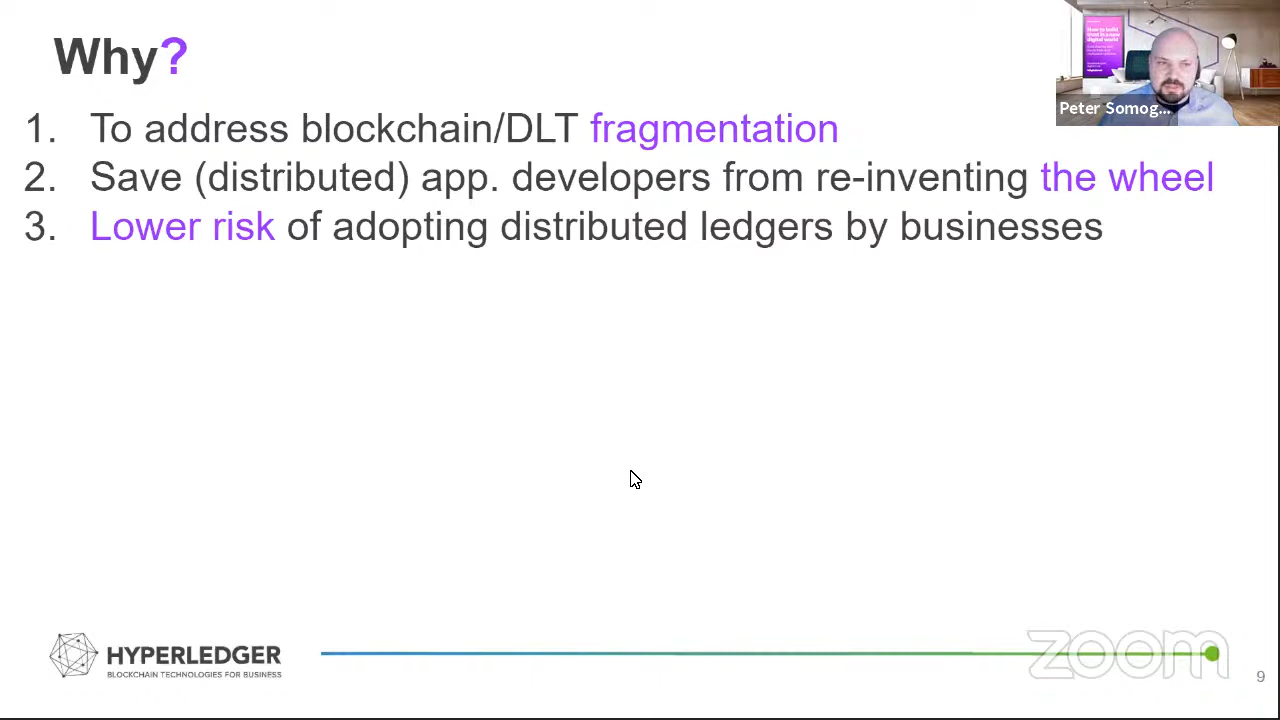 Why?
1. To address blockchain/DLT fragmentation
2. Save (distributed) app. developers from re-inventing the wheel
3. Lower risk of adopting distributed ledgers by businesses
Peter Somog...
HYPERLEDGER
BLOCKCHAIN TECHNOLOGIES FOR BUSINESS
zoom
9